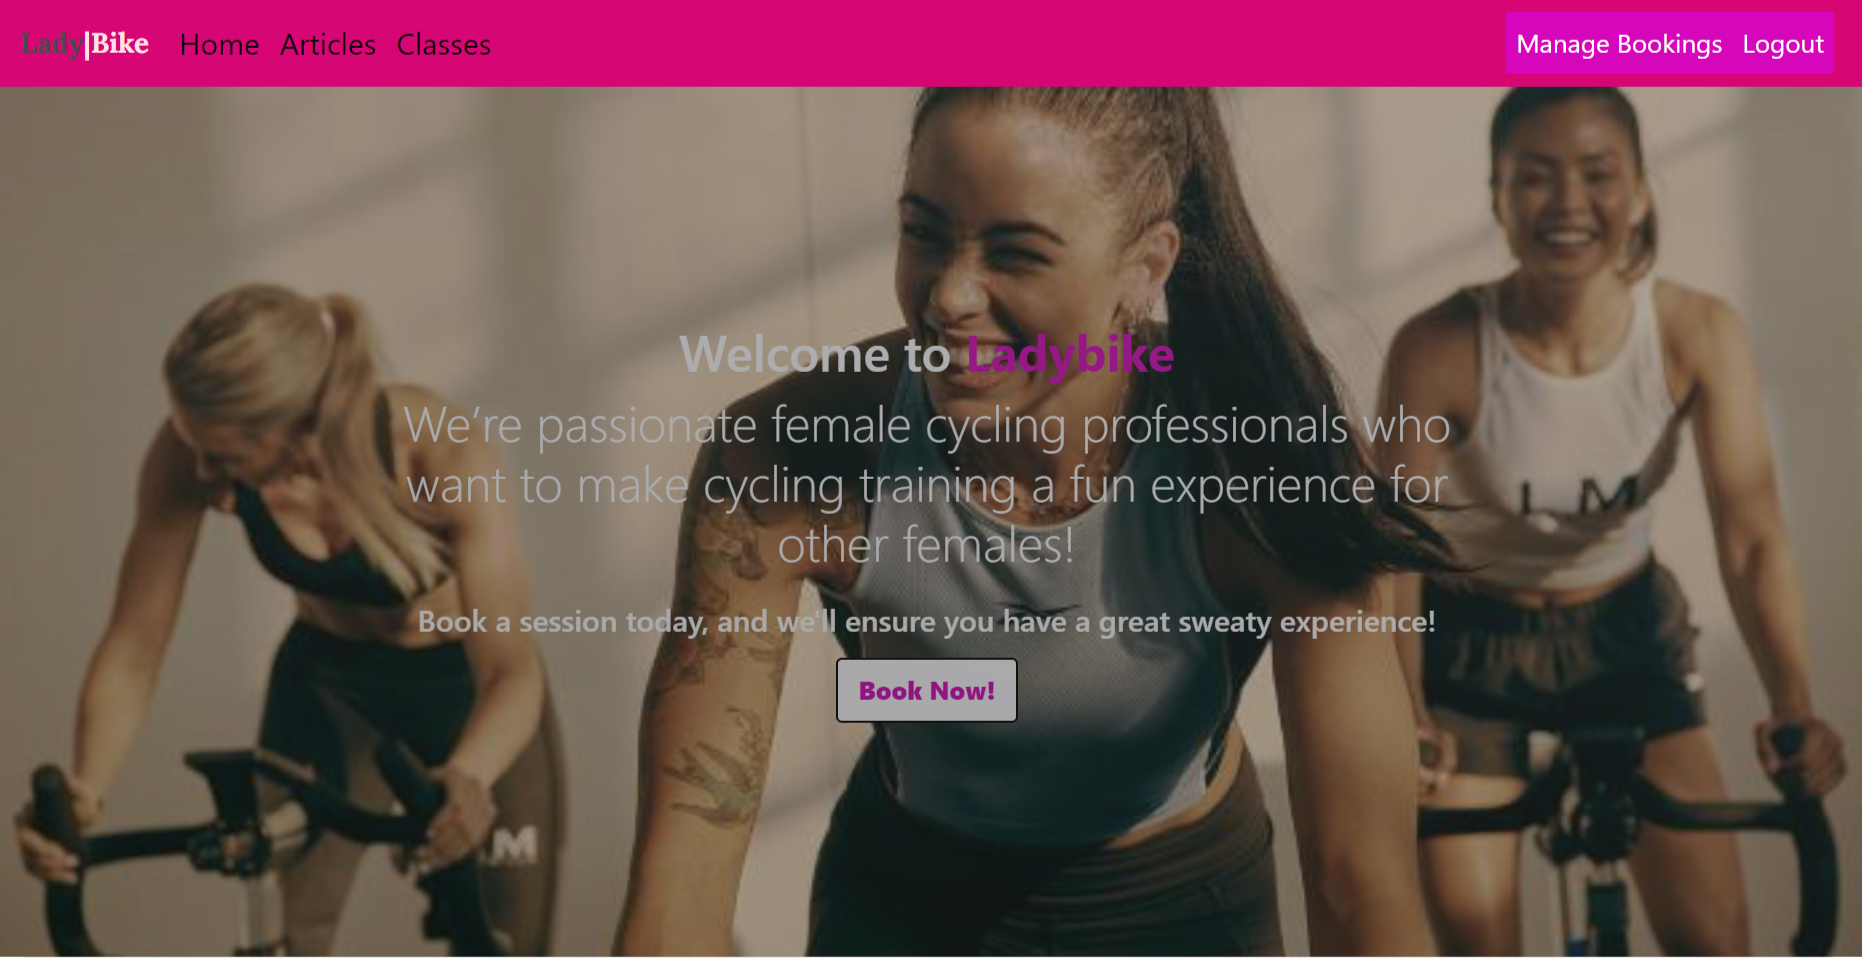 Lady|Bike Home Articles Classes Manage Bookings Logout
Welcome to Ladybike
We’re passionate female cycling professionals who
want to make cycling training a fun experience for
other females!
Book a session today, and we'll ensure you have a great sweaty experience!
Book Now!
LM